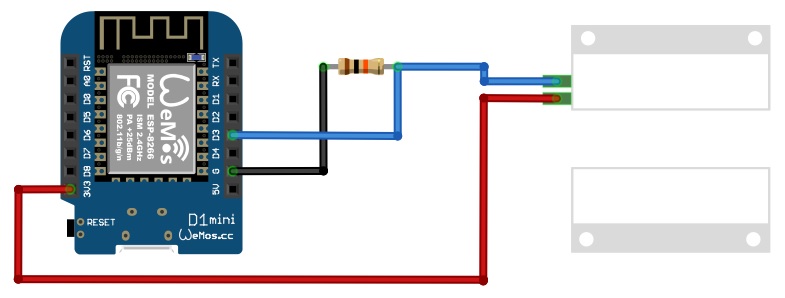 RST
A0
D0
D5
D6
D7
D8
3V3
TX
RX
D1
D2
D3
D4
G
5V
WeMos
MODEL ESP-8266
ISM 2.4GHz
PA +25dBm
802.11b/g/n
FC
RESET
D1mini
WeMos.cc